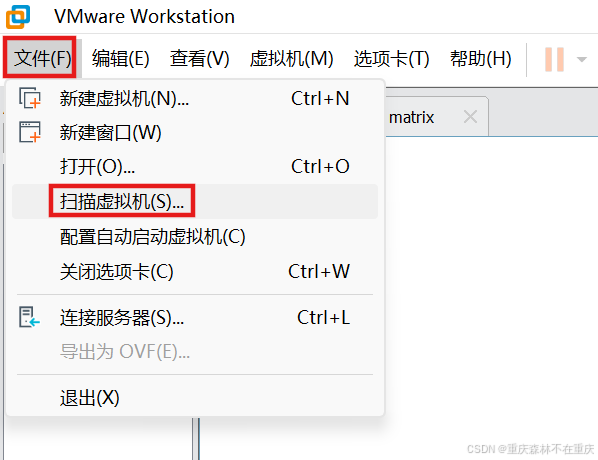 VMware Workstation
文件(F) 编辑(E) 查看(V) 虚拟机(M) 选项卡(T) 帮助(H)
新建虚拟机(N)... Ctrl+N
matrix
新建窗口(W)
打开(O)... Ctrl+O
扫描虚拟机(S)...
配置自动启动虚拟机(C)
关闭选项卡(C) Ctrl+W
连接服务器(S)... Ctrl+L
导出为 OVF(E)...
退出(X)
CSDN @重庆森林不在重庆